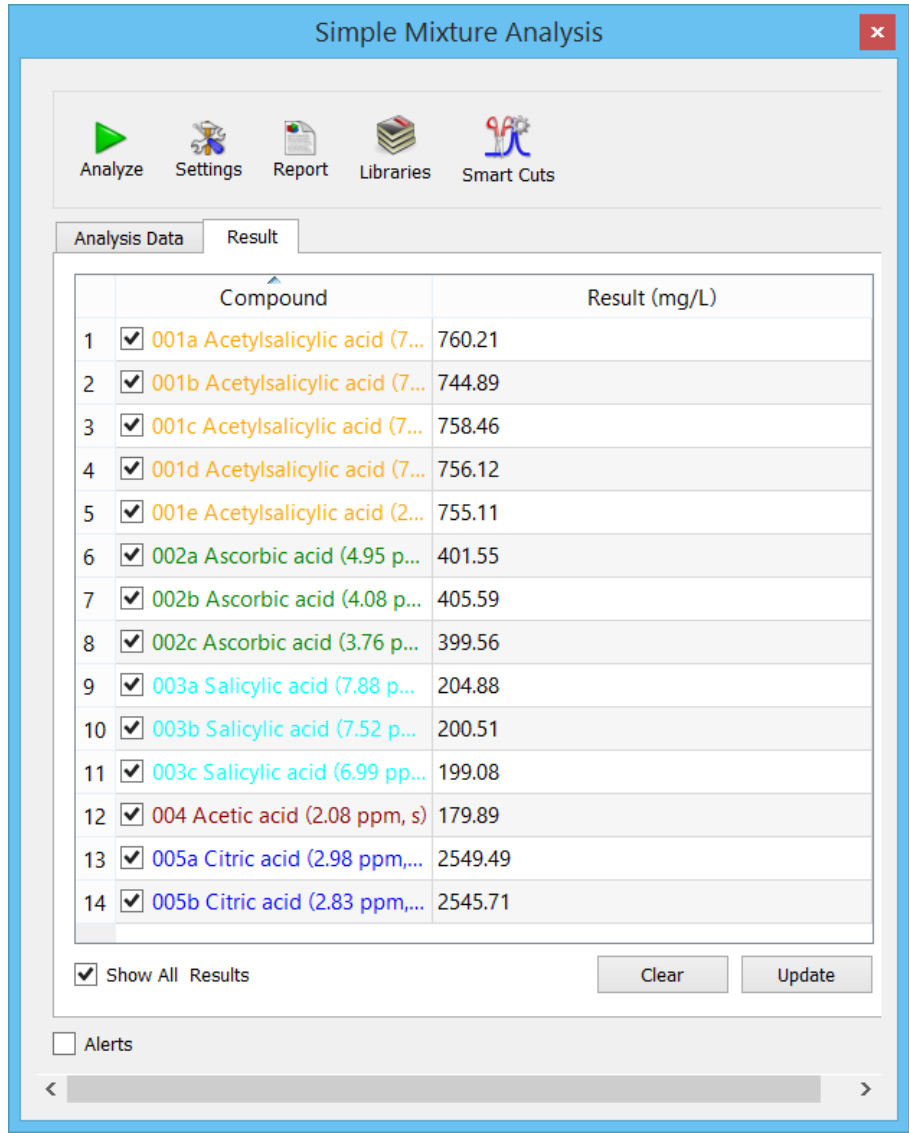 Simple Mixture Analysis
Analyze Settings Report Libraries Smart Cuts
Analysis Data Result
Compound Result (mg/L)
1 001a Acetylsalicylic acid (7... 760.21
2 001b Acetylsalicylic acid (7... 744.89
3 001c Acetylsalicylic acid (7... 758.46
4 001d Acetylsalicylic acid (7... 756.12
5 001e Acetylsalicylic acid (2... 755.11
6 002a Ascorbic acid (4.95 p... 401.55
7 002b Ascorbic acid (4.08 p... 405.59
8 002c Ascorbic acid (3.76 p... 399.56
9 003a Salicylic acid (7.88 p... 204.88
10 003b Salicylic acid (7.52 p... 200.51
11 003c Salicylic acid (6.99 pp... 199.08
12 004 Acetic acid (2.08 ppm, s) 179.89
13 005a Citric acid (2.98 ppm,... 2549.49
14 005b Citric acid (2.83 ppm,... 2545.71
Show All Results Clear Update
Alerts